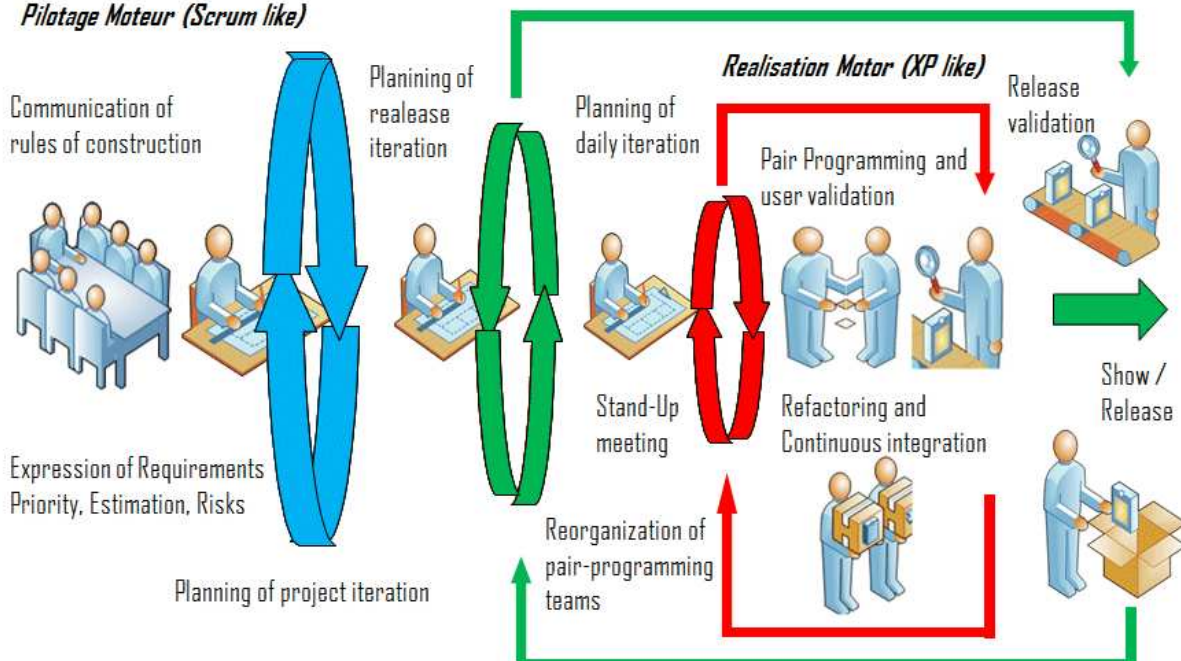 Pilotage Moteur (Scrum like)
Communication of
rules of construction
Expression of Requirements
Priority, Estimation, Risks
Planning of project iteration
Planining of
realease
iteration
Realisation Motor (XP like)
Planning of
daily iteration
Stand-Up
meeting
Reorganization of
pair-programming
teams
Pair Programming and
user validation
Refactoring and
Continuous integration
Release
validation
Show /
Release